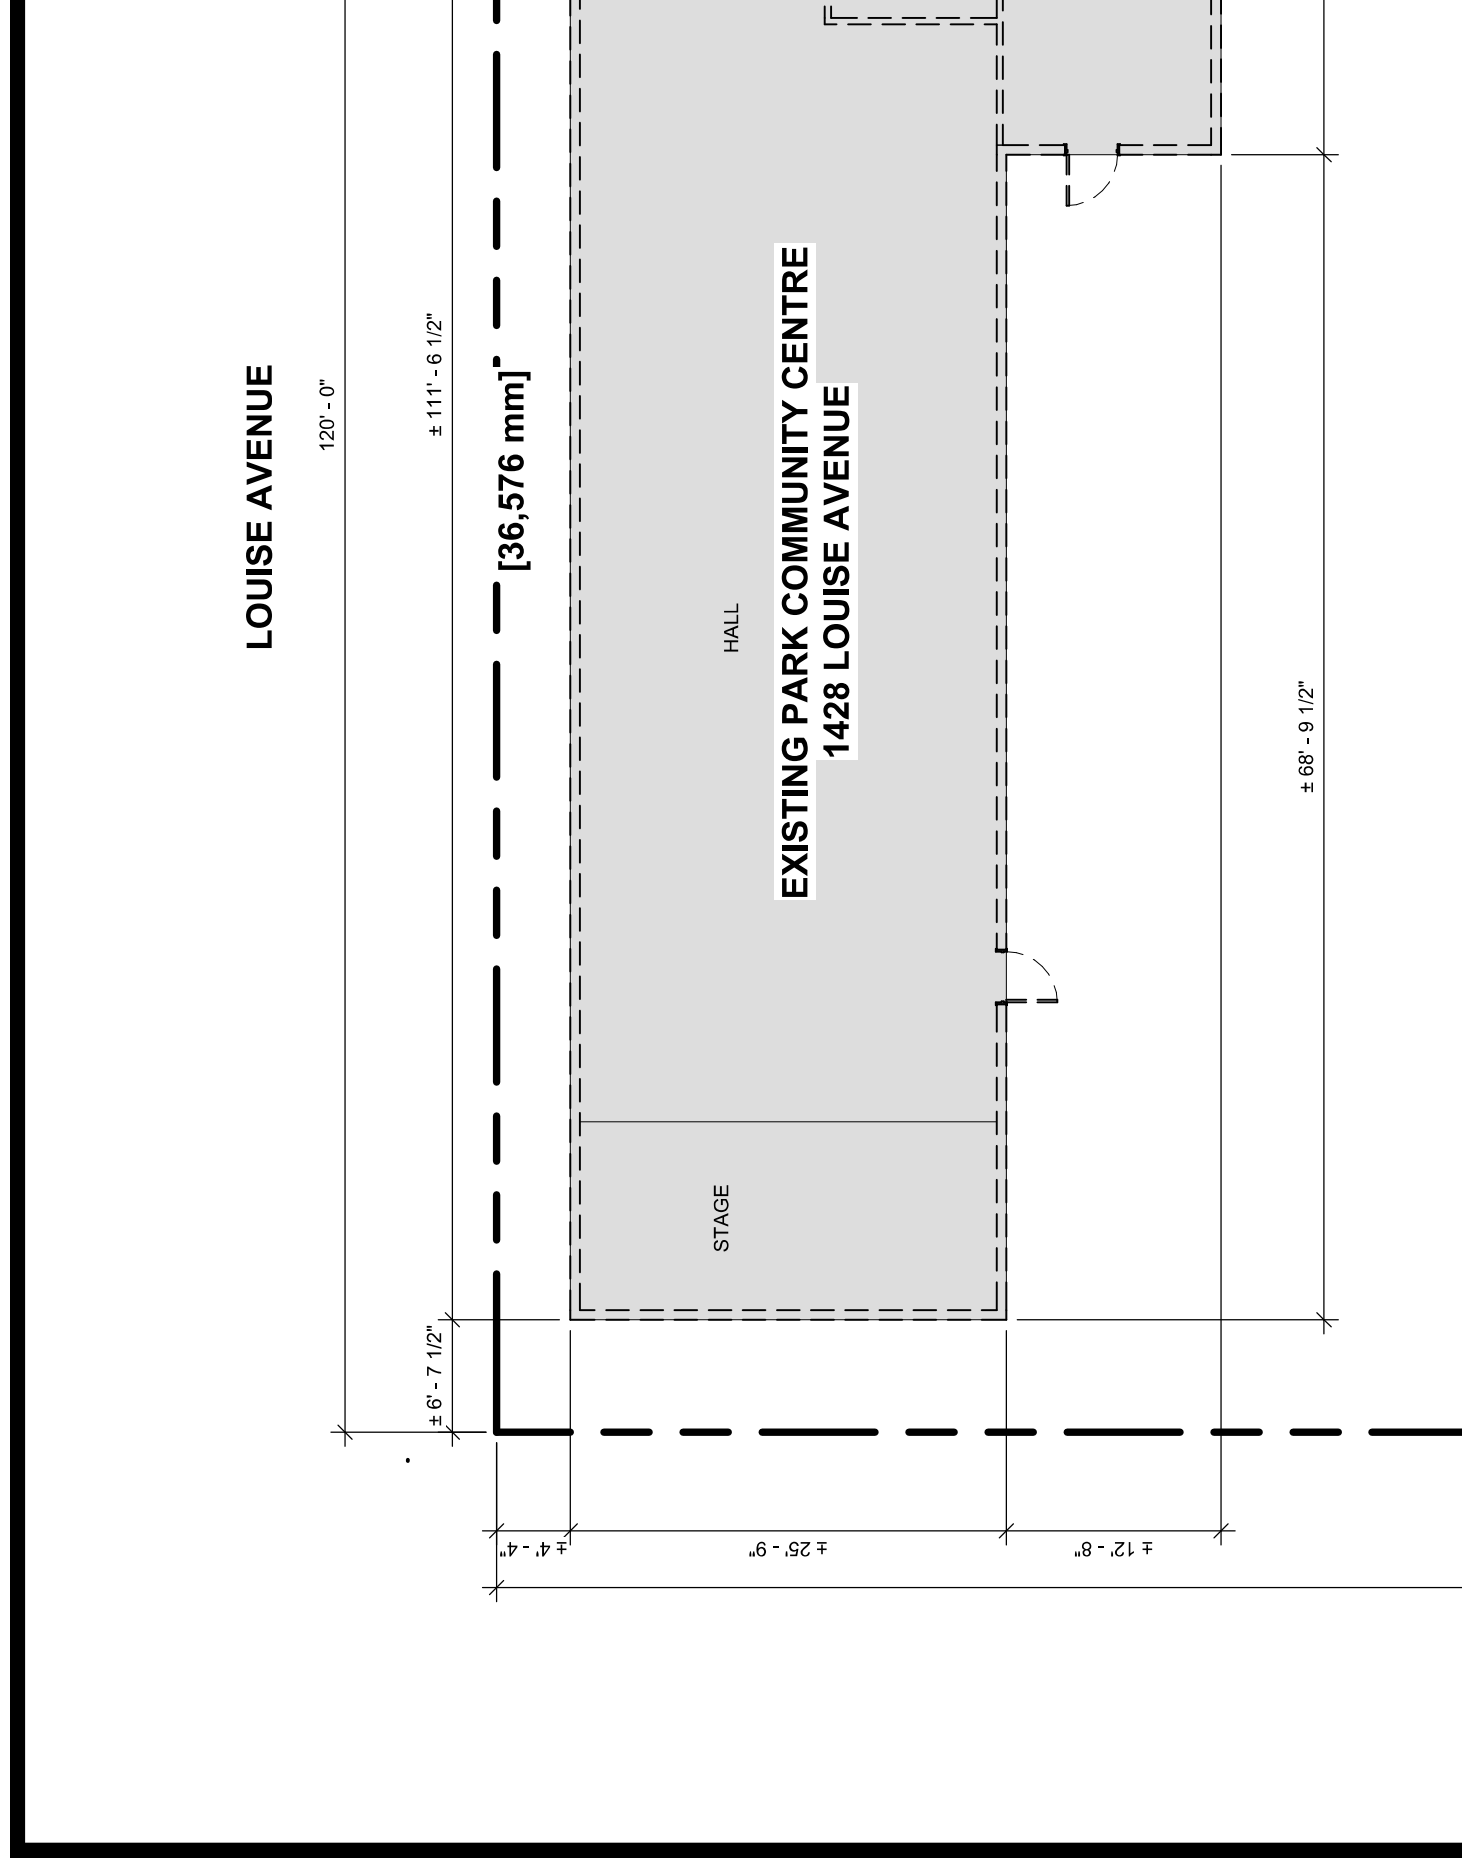 LOUISE AVENUE
120' - 0"
± 111' - 6 1/2"
± 6' - 7 1/2"
[36,576 mm]
HALL
STAGE
EXISTING PARK COMMUNITY CENTRE
1428 LOUISE AVENUE
± 68' - 9 1/2"
± 4' - 4"
± 25' - 9"
± 12' - 8"